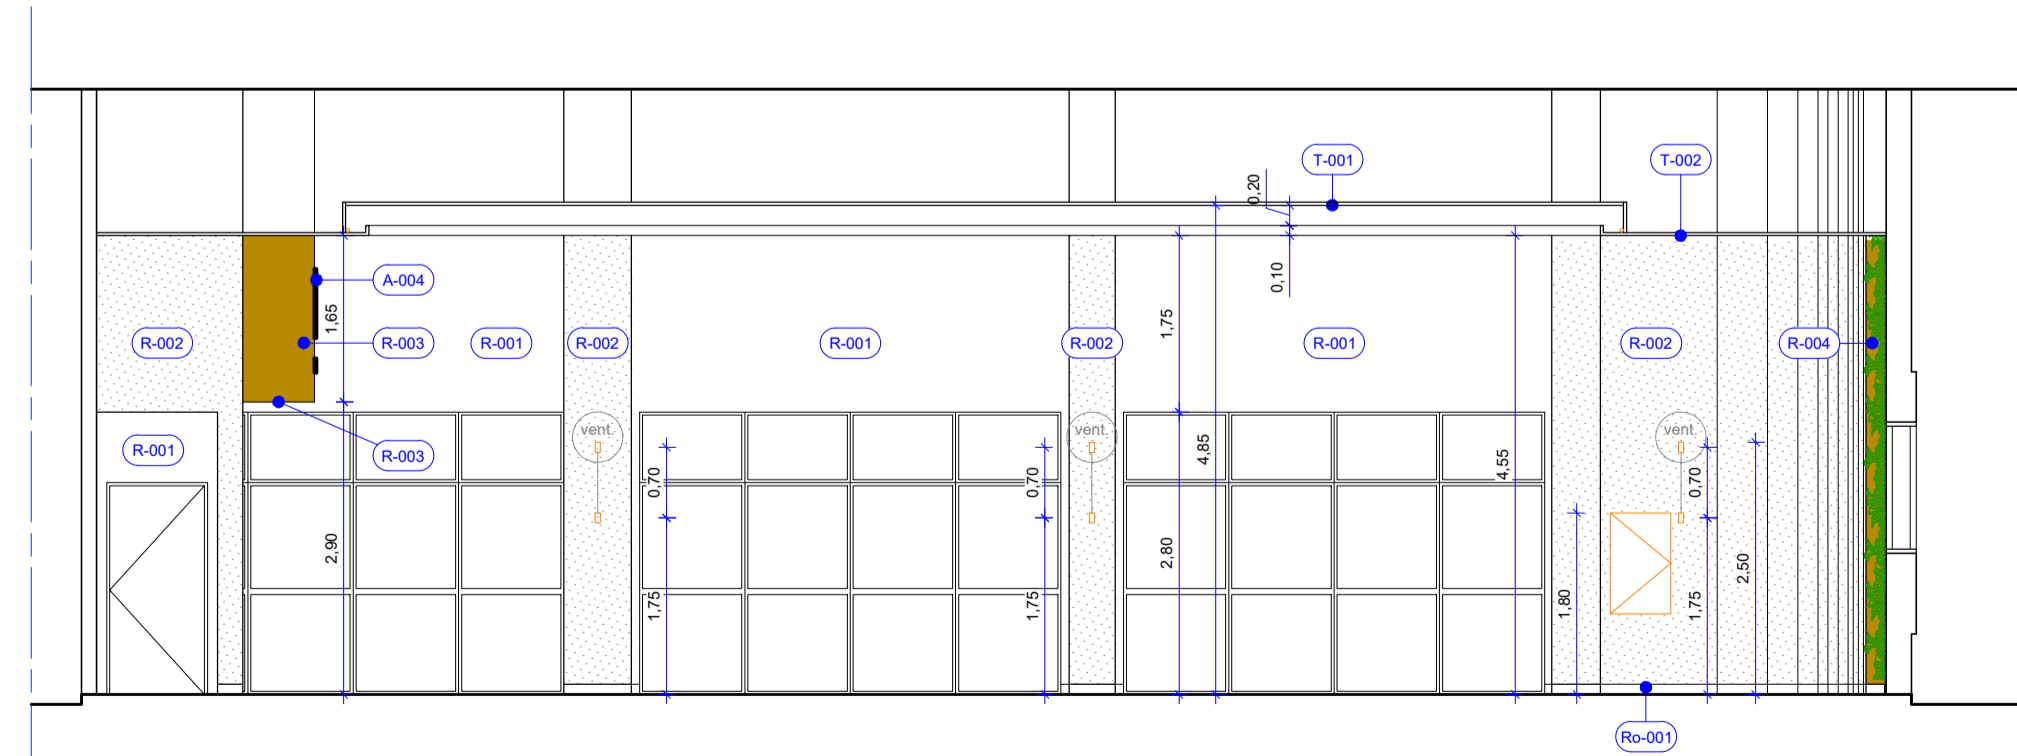 T-001
T-002
0,20
0,10
A-004
1,65
1,75
R-002
R-003
R-001
R-002
R-001
R-002
R-001
R-002
R-004
vent.
vent.
vent.
R-001
R-003
4,85
4,55
0,70
0,70
0,70
2,90
2,80
2,50
1,80
1,75
1,75
1,75
Ro-001